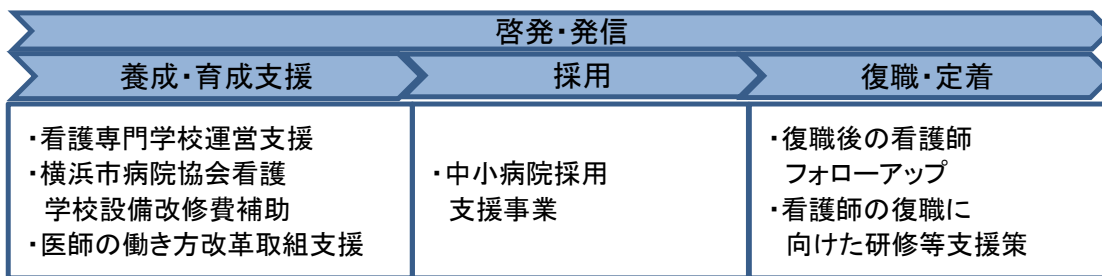 啓発・発信
養成・育成支援
採用
復職・定着
・看護専門学校運営支援
・横浜市病院協会看護
学校設備改修費補助
・医師の働き方改革取組支援
・中小病院採用
支援事業
・復職後の看護師
フォローアップ
・看護師の復職に
向けた研修等支援策